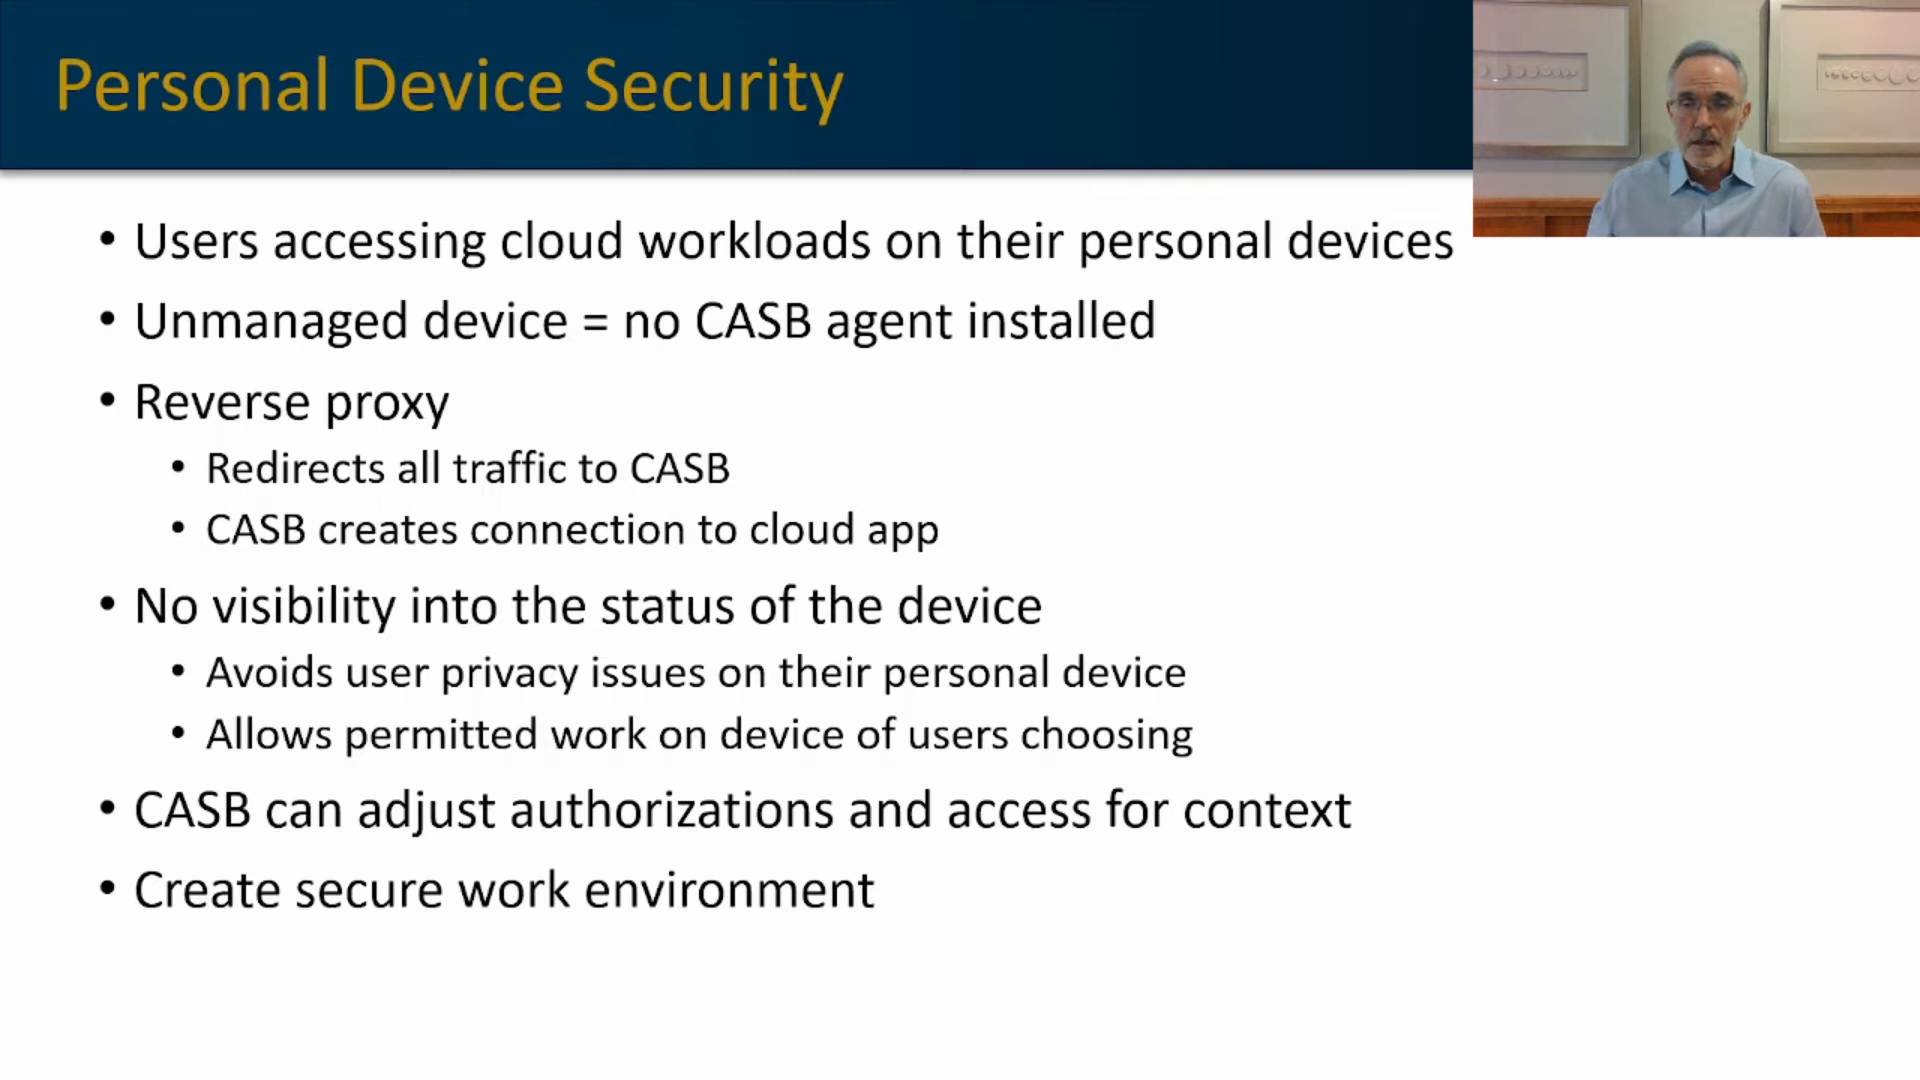 Personal Device Security
• Users accessing cloud workloads on their personal devices
• Unmanaged device = no CASB agent installed
• Reverse proxy
• Redirects all traffic to CASB
• CASB creates connection to cloud app
• No visibility into the status of the device
• Avoids user privacy issues on their personal device
• Allows permitted work on device of users choosing
• CASB can adjust authorizations and access for context
• Create secure work environment